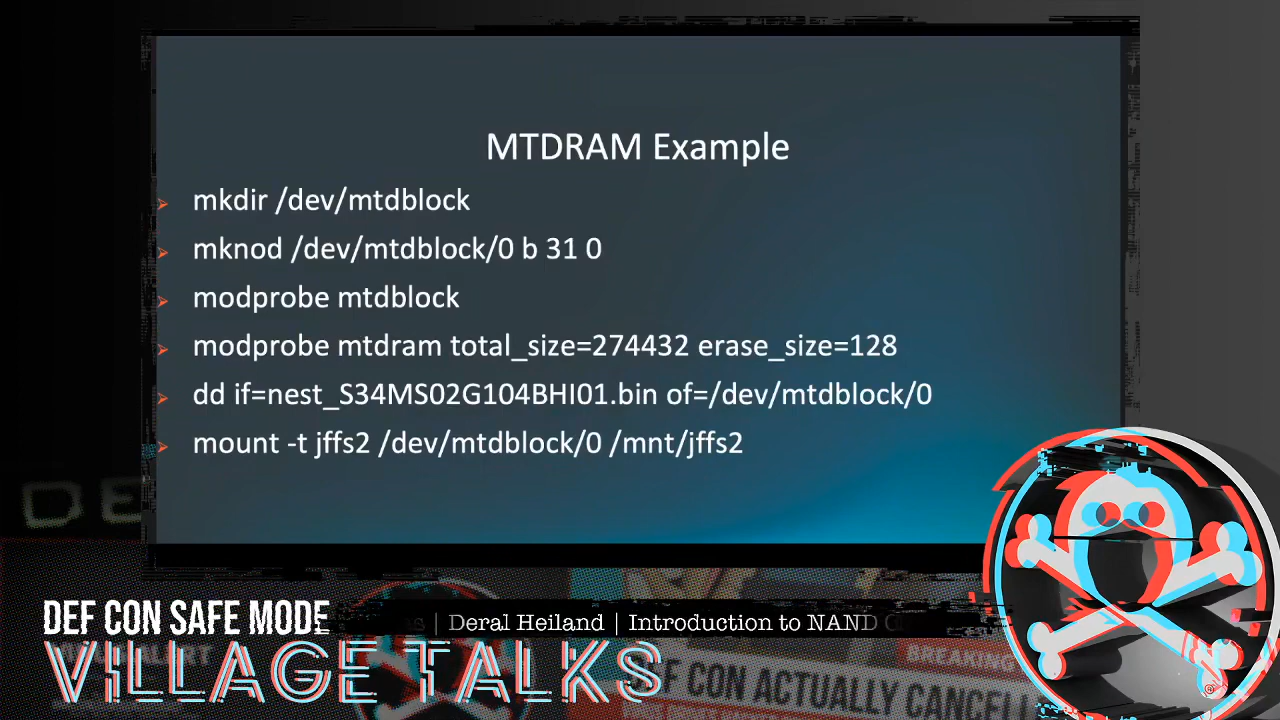 MTDRAM Example
➢ mkdir /dev/mtdblock
➢ mknod /dev/mtdblock/0 b 31 0
➢ modprobe mtdblock
➢ modprobe mtdram total_size=274432 erase_size=128
➢ dd if=nest_S34MS02G104BHI01.bin of=/dev/mtdblock/0
➢ mount -t jffs2 /dev/mtdblock/0 /mnt/jffs2
DEF CON SAFE MODE
| Deral Heiland | Introduction to NAND
VILLAGE TALKS
BREAKING
DEF CON ACTUALLY CANCELL